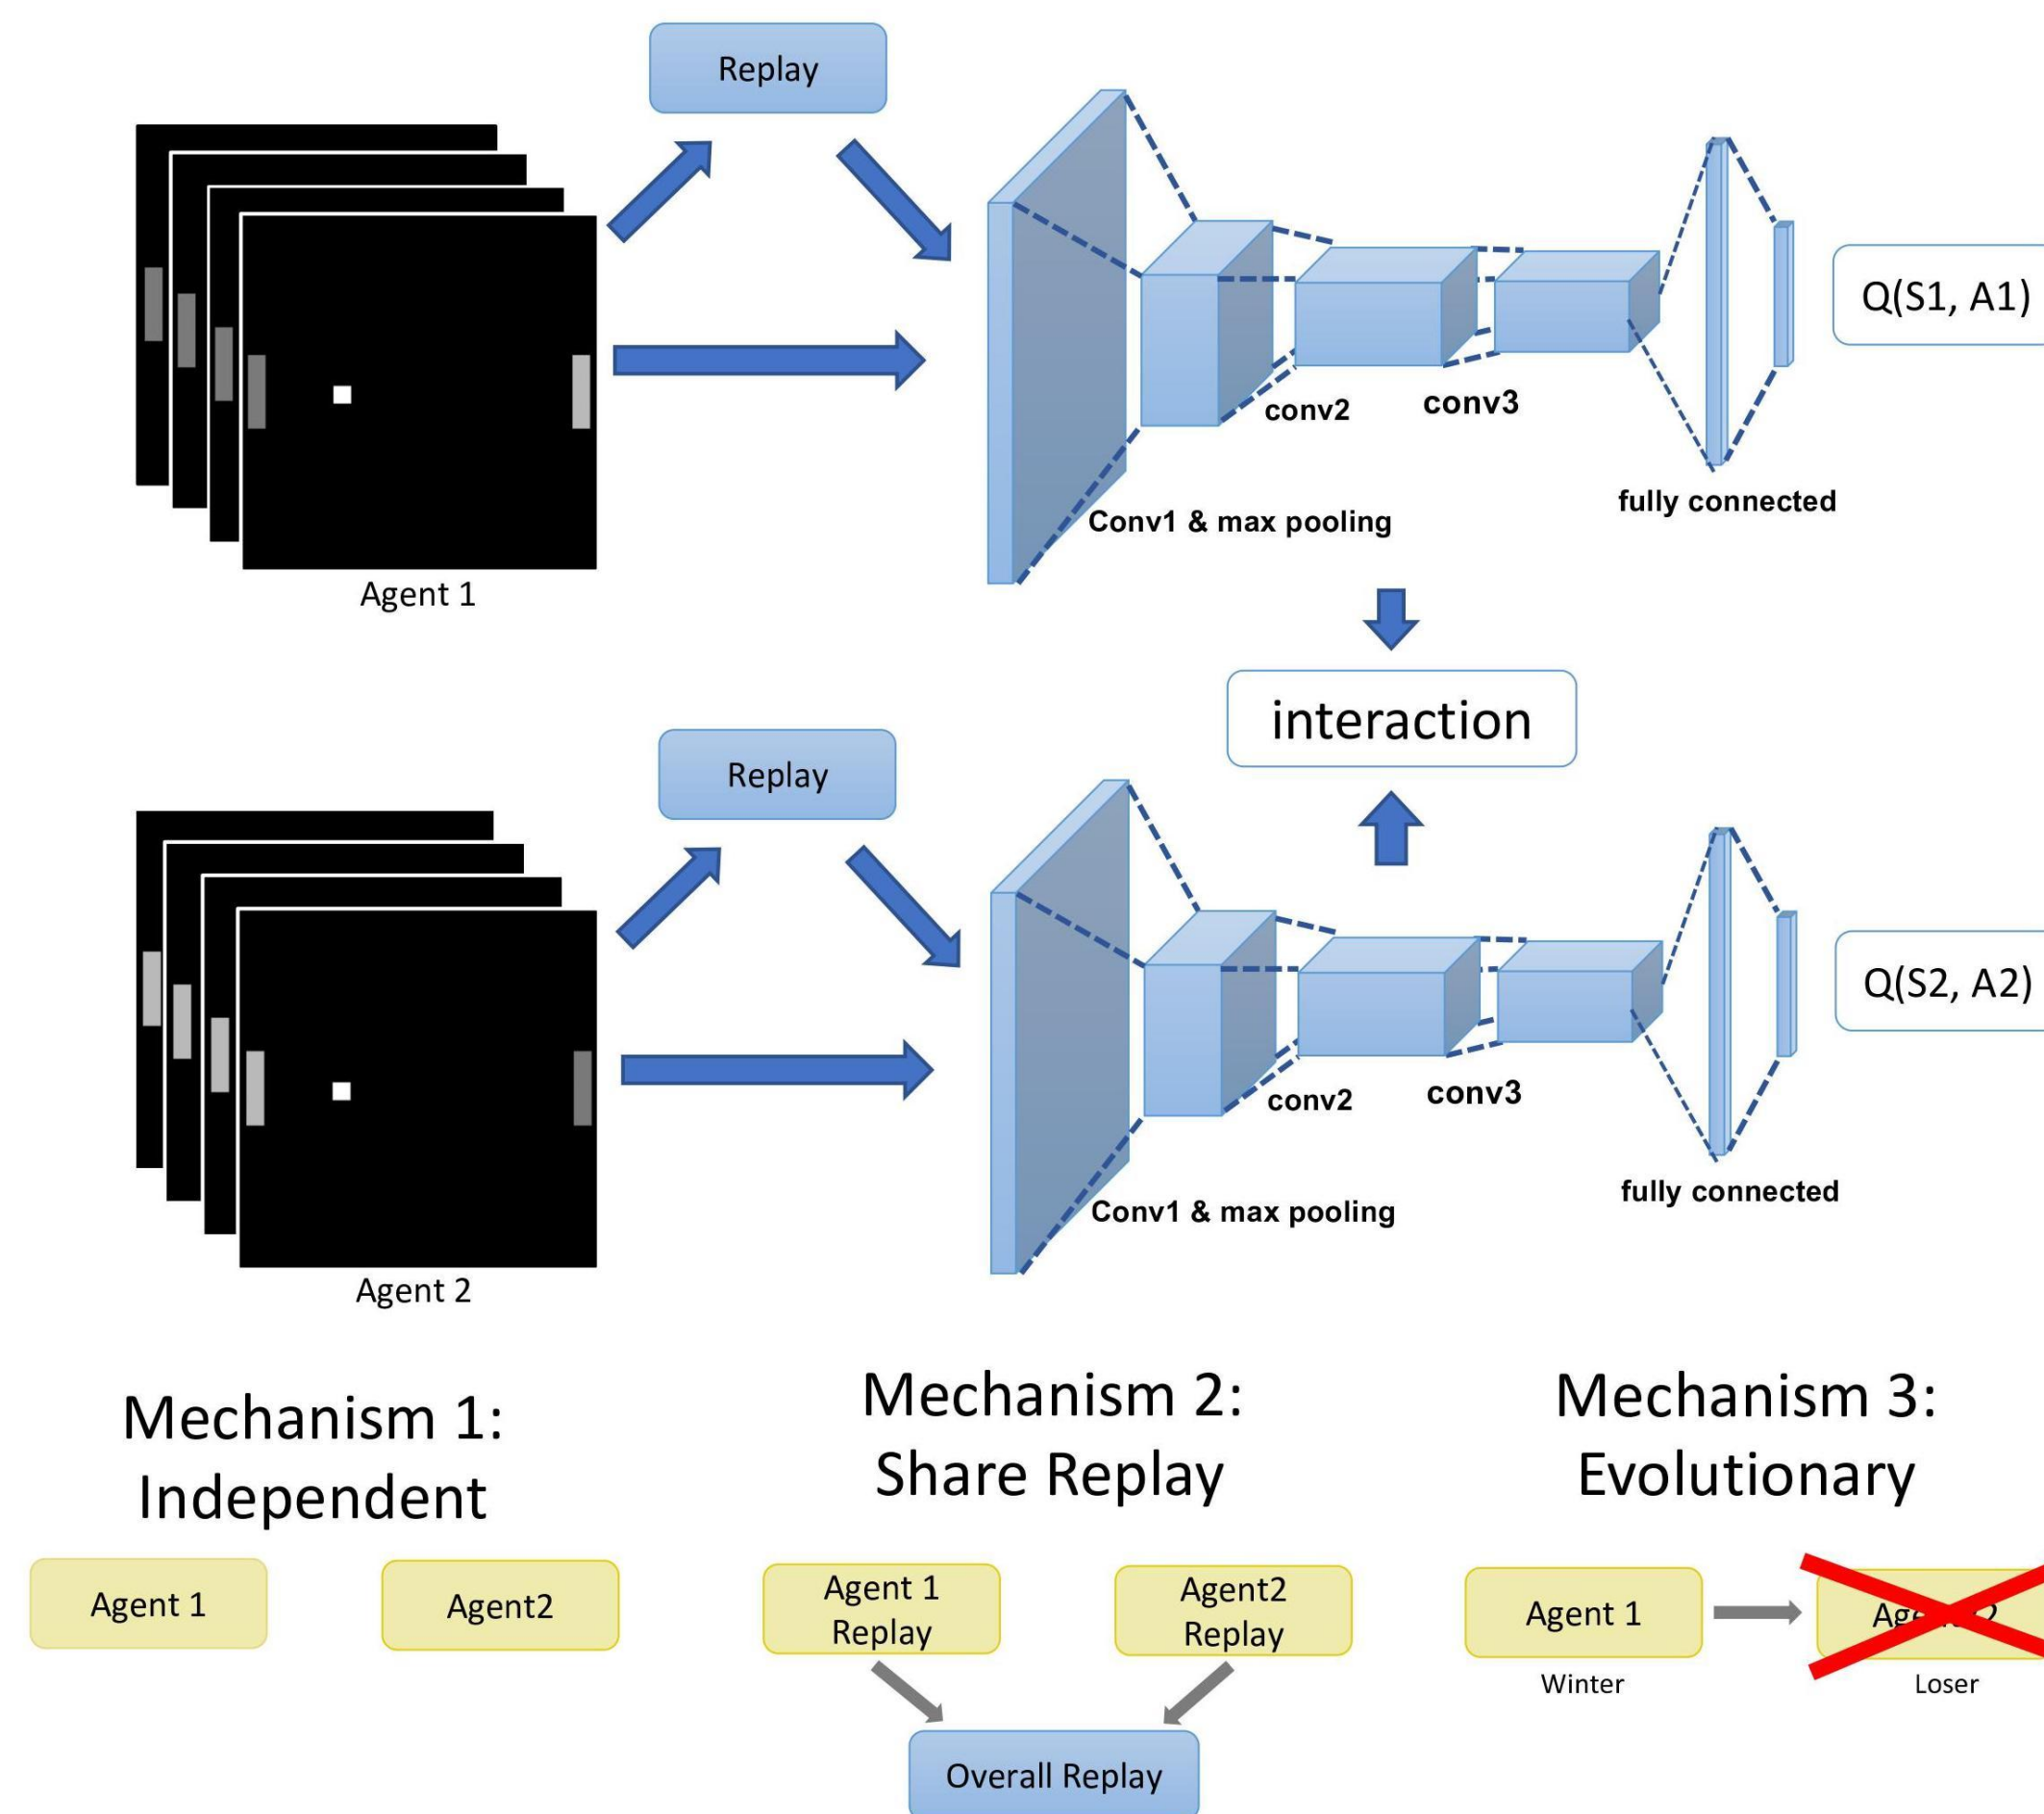 Replay
Q(S1, A1)
conv2
conv3
Conv1 & max pooling
fully connected
Agent 1
interaction
Replay
Q(S2, A2)
conv2
conv3
Conv1 & max pooling
fully connected
Agent 2
Mechanism 1:
Independent
Agent 1
Agent2
Mechanism 2:
Share Replay
Agent 1
Replay
Agent2
Replay
Overall Replay
Mechanism 3:
Evolutionary
Agent 1
Winter
Loser